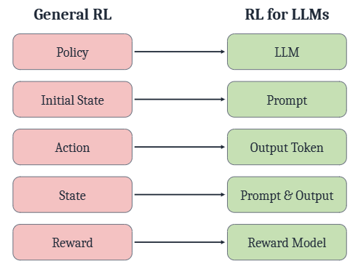 General RL RL for LLMs
Policy LLM
Initial State Prompt
Action Output Token
State Prompt & Output
Reward Reward Model